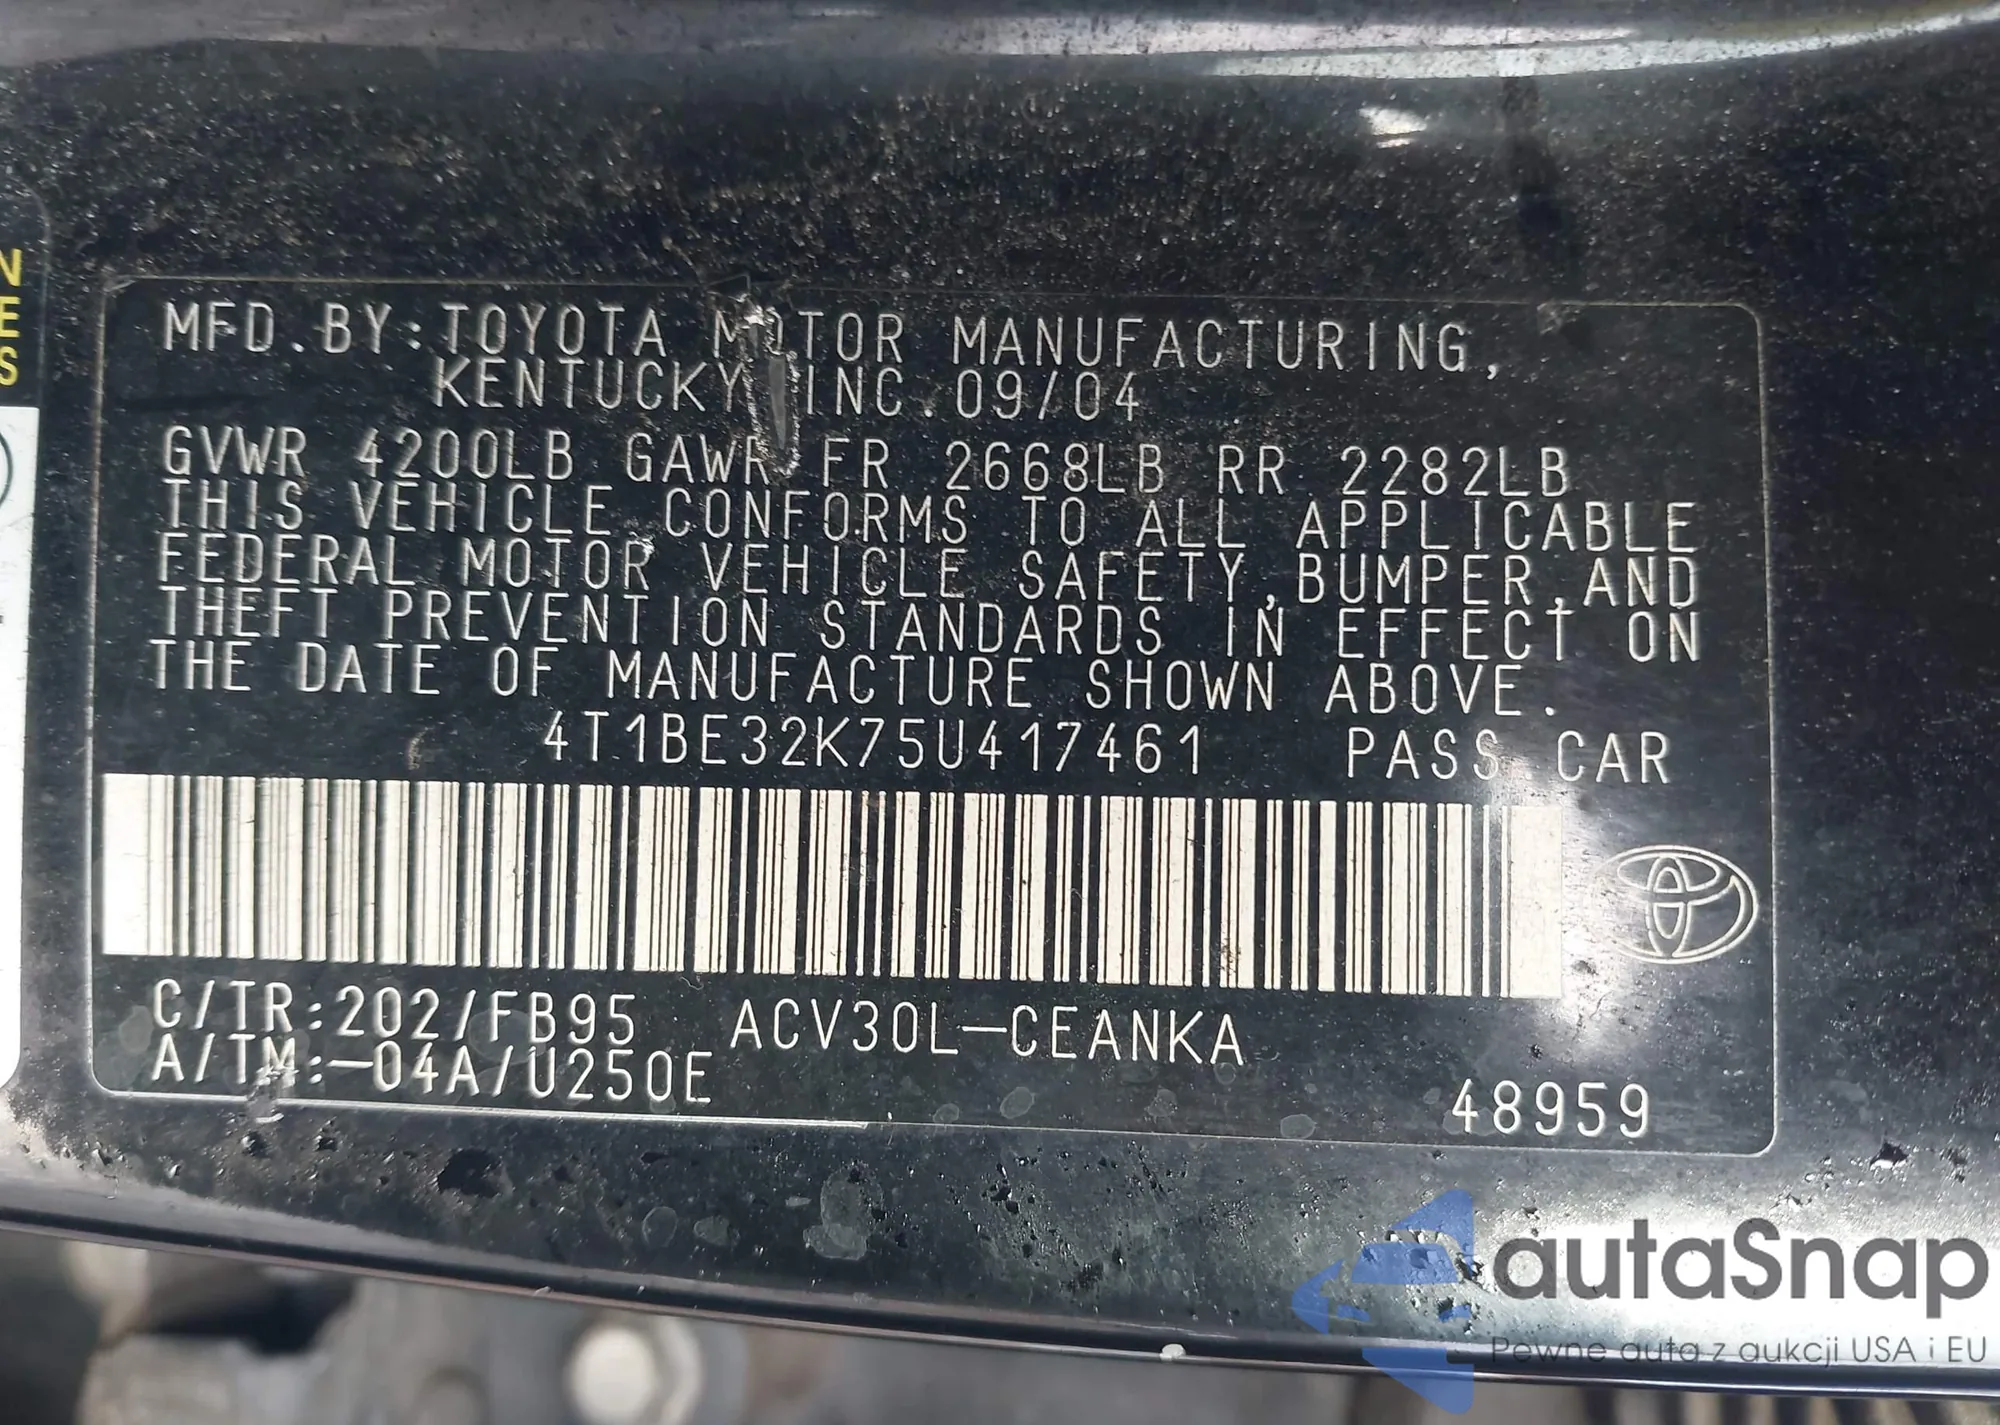 N
E
S
MFD.BY:TOYOTA MOTOR MANUFACTURING,
KENTUCKY, INC.09/04
GVWR 4200LB GAWR FR 2668LB RR 2282LB
THIS VEHICLE CONFORMS TO ALL APPLICABLE
FEDERAL MOTOR VEHICLE SAFETY,BUMPER,AND
THEFT PREVENTION STANDARDS IN EFFECT ON
THE DATE OF MANUFACTURE SHOWN ABOVE.
4T1BE32K75U417461 PASS.CAR
C/TR:202/FB95 ACV30L-CEANKA
A/TM:-04A/U250E
48959
autaSnap
Pewne auta z aukcji USA i EU